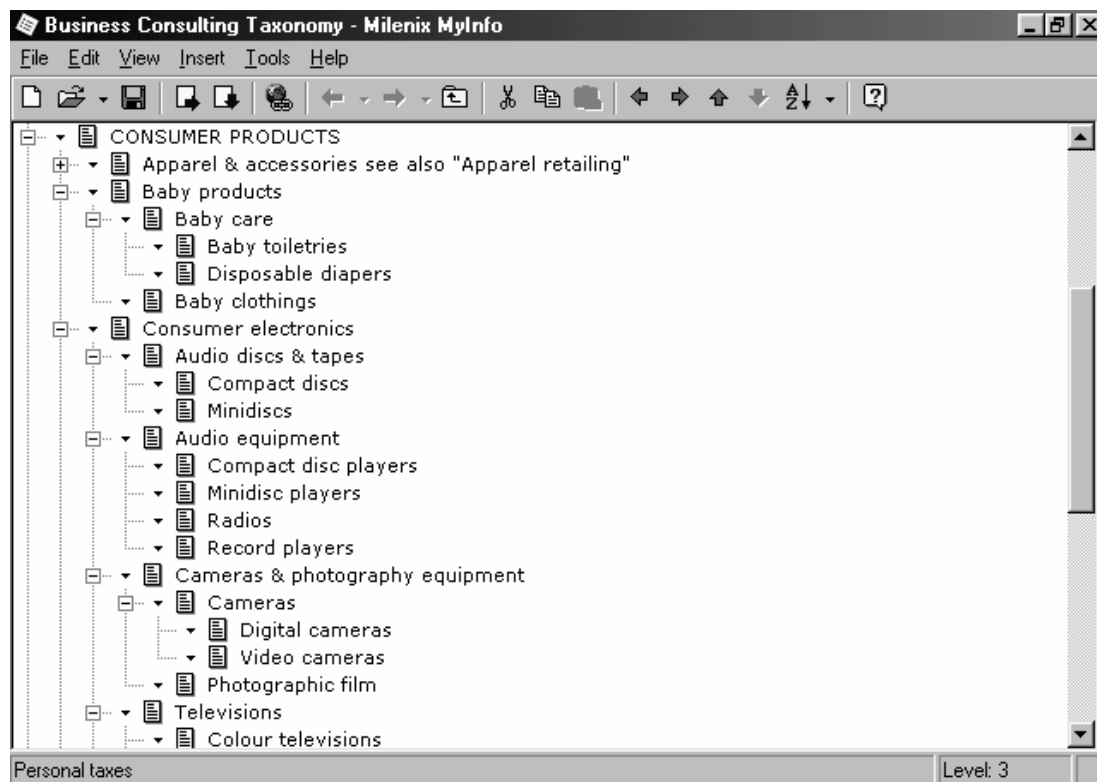 Business Consulting Taxonomy - Milenix MyInfo
File Edit View Insert Tools Help
CONSUMER PRODUCTS
Apparel & accessories see also "Apparel retailing"
Baby products
Baby care
Baby toiletries
Disposable diapers
Baby clothings
Consumer electronics
Audio discs & tapes
Compact discs
Minidiscs
Audio equipment
Compact disc players
Minidisc players
Radios
Record players
Cameras & photography equipment
Cameras
Digital cameras
Video cameras
Photographic film
Televisions
Colour televisions
Personal taxes Level: 3